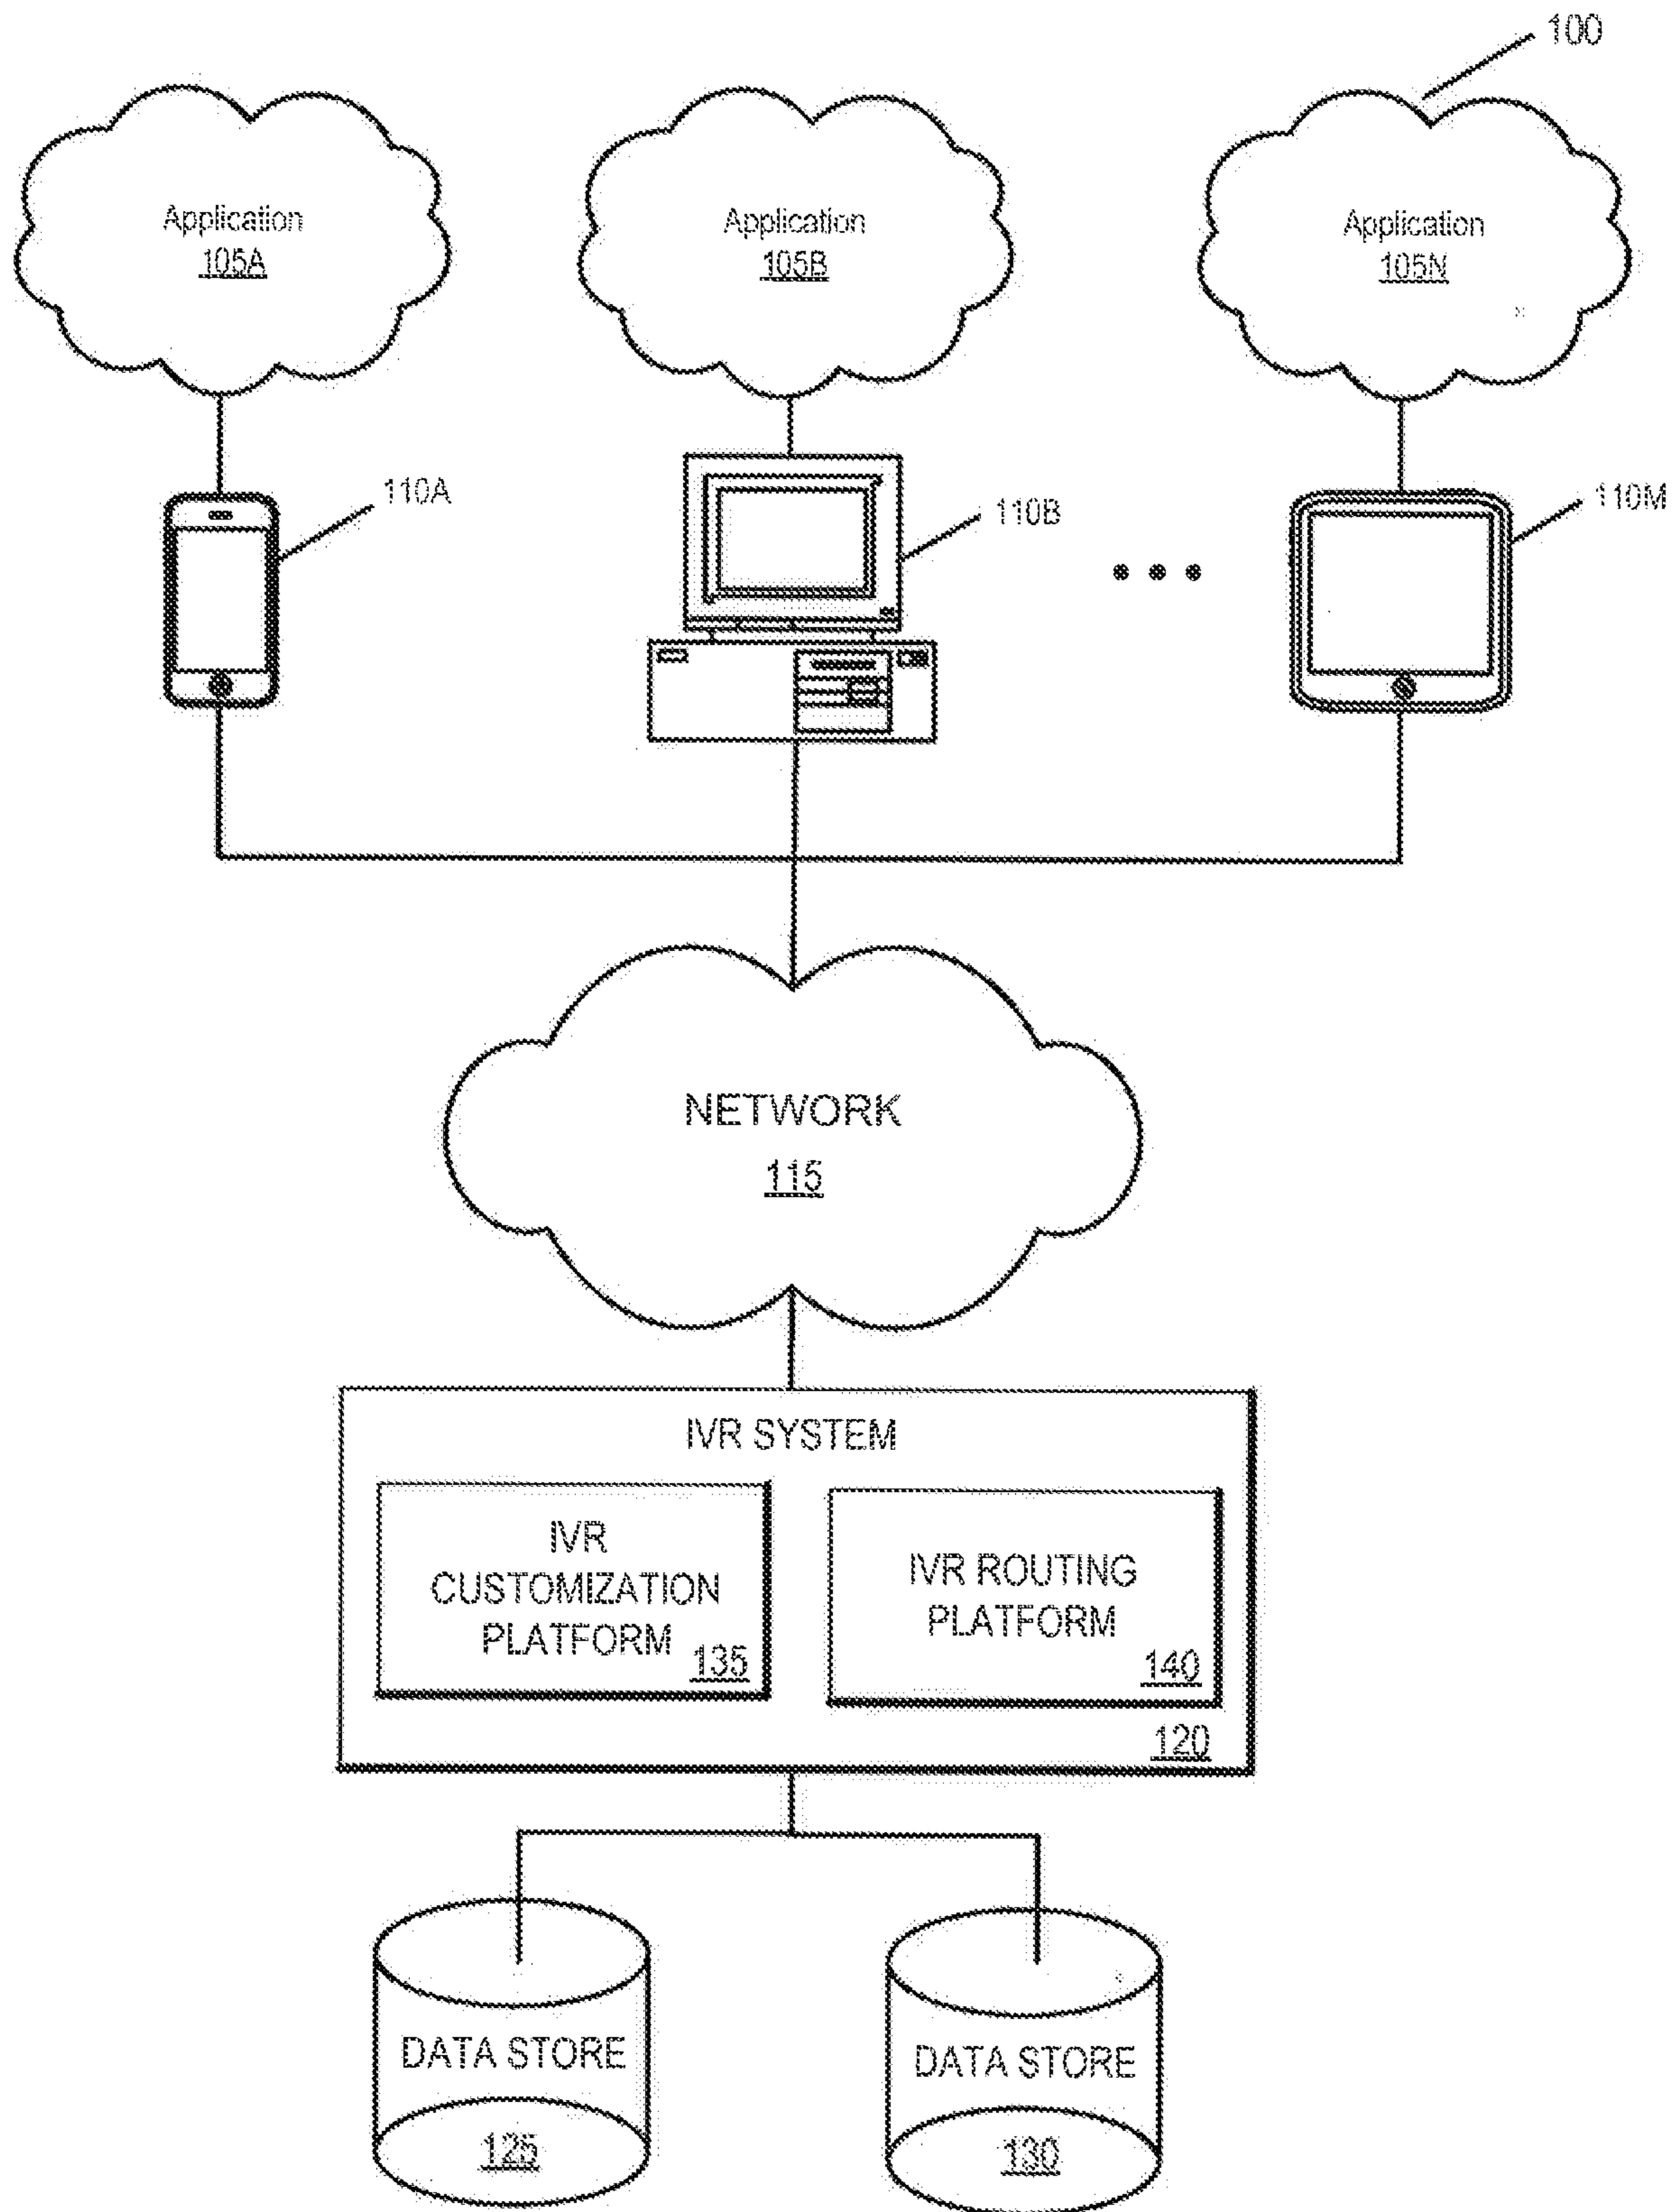 100
Application
105A
Application
105B
Application
105N
110A
110B
110M
NETWORK
115
IVR SYSTEM
IVR
CUSTOMIZATION
PLATFORM
135
IVR ROUTING
PLATFORM
140
120
DATA STORE
125
DATA STORE
130